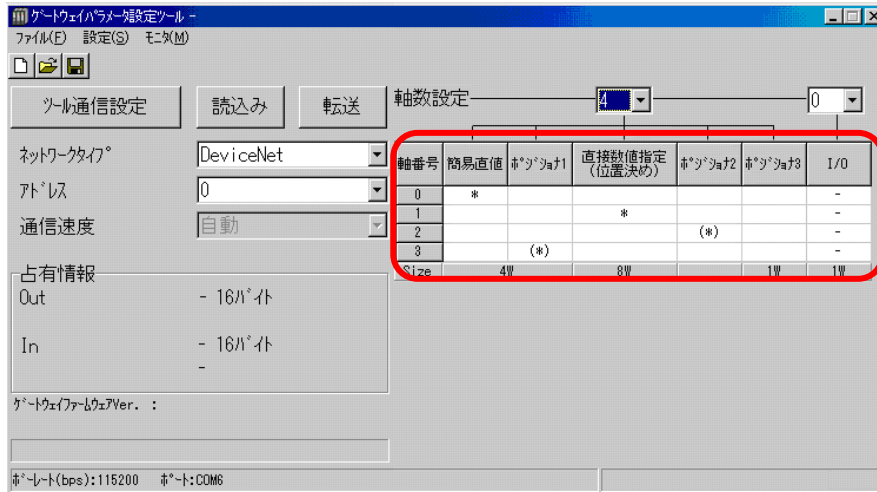 ゲートウェイパラメータ設定ツール -
ファイル(F) 設定(S) モニタ(M)
ツール通信設定 読込み 転送 軸数設定 4 0
ネットワークタイプ DeviceNet
アドレス 0
通信速度 自動
軸番号 簡易直値 ポジショナ1 直接数値指定(位置決め) ポジショナ2 ポジショナ3 I/O
0 * -
1 * -
2 (*) -
3 (*) -
Size 4W 8W 1W 1W
占有情報
Out - 16バイト
In - 16バイト
-
ゲートウェイファームウェアVer. :
ボーレート(bps):115200 ポート:COM6